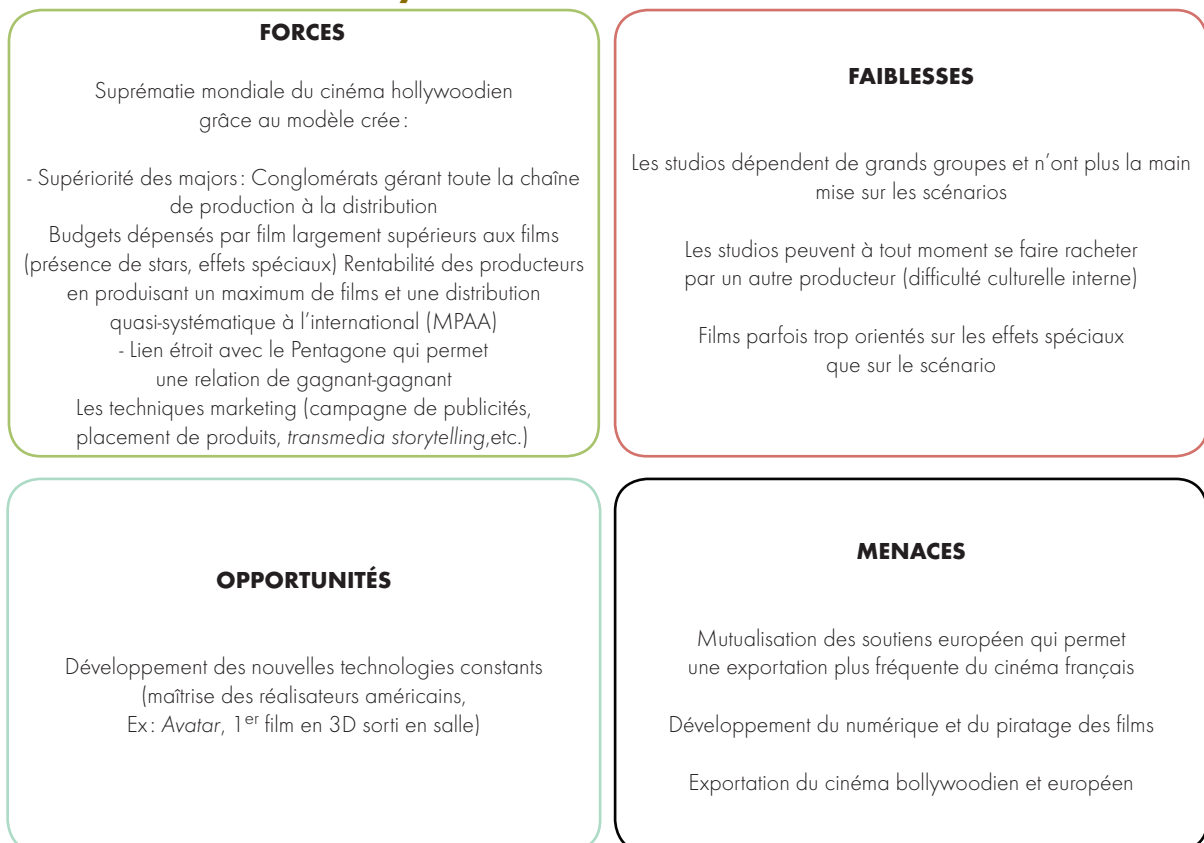 FORCES
Suprématie mondiale du cinéma hollywoodien
grâce au modèle crée :
- Supériorité des majors : Conglomérats gérant toute la chaîne
de production à la distribution
Budgets dépensés par film largement supérieurs aux films
(présence de stars, effets spéciaux) Rentabilité des producteurs
en produisant un maximum de films et une distribution
quasi-systématique à l'international (MPAA)
- Lien étroit avec le Pentagone qui permet
une relation de gagnant-gagnant
Les techniques marketing (campagne de publicités,
placement de produits, transmedia storytelling,etc.)
FAIBLESSES
Les studios dépendent de grands groupes et n'ont plus la main
mise sur les scénarios
Les studios peuvent à tout moment se faire racheter
par un autre producteur (difficulté culturelle interne)
Films parfois trop orientés sur les effets spéciaux
que sur le scénario
OPPORTUNITÉS
Développement des nouvelles technologies constants
(maîtrise des réalisateurs américains,
Ex : Avatar, 1er film en 3D sorti en salle)
MENACES
Mutualisation des soutiens européen qui permet
une exportation plus fréquente du cinéma français
Développement du numérique et du piratage des films
Exportation du cinéma bollywoodien et européen